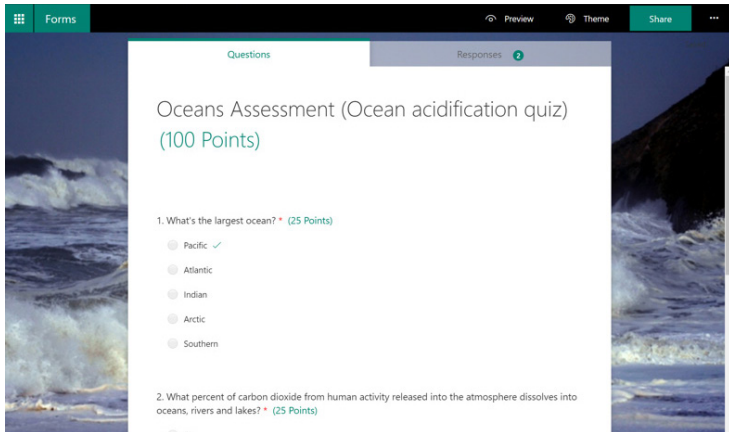 Forms
Preview
Theme
Share
Questions
Responses 2
Oceans Assessment (Ocean acidification quiz)
(100 Points)
1. What's the largest ocean? * (25 Points)
Pacific
Atlantic
Indian
Arctic
Southern
2. What percent of carbon dioxide from human activity released into the atmosphere dissolves into
oceans, rivers and lakes? * (25 Points)